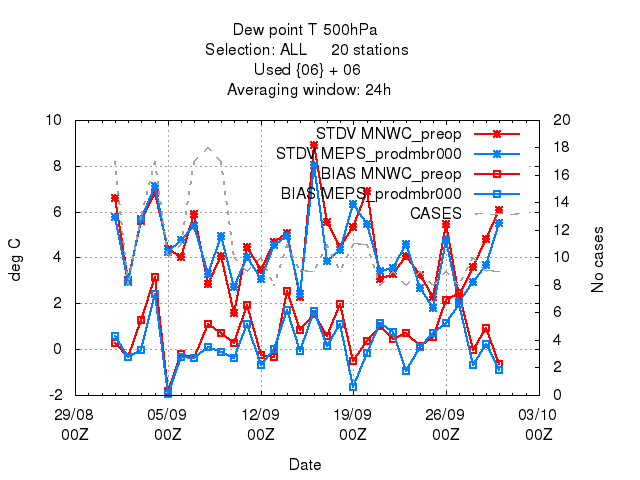 Dew point T 500hPa
Selection: ALL     20 stations
Used {06} + 06
Averaging window: 24h
10
8
6
4
2
0
-2
20
18
16
14
12
10
8
6
4
2
0
STDV MNWC_preop
STDV MEPS_prodmbr000
BIAS MNWC_preop
BIAS MEPS_prodmbr000
CASES
deg C
No cases
29/08 05/09 12/09 19/09 26/09 03/10
00Z 00Z 00Z 00Z 00Z 00Z
Date